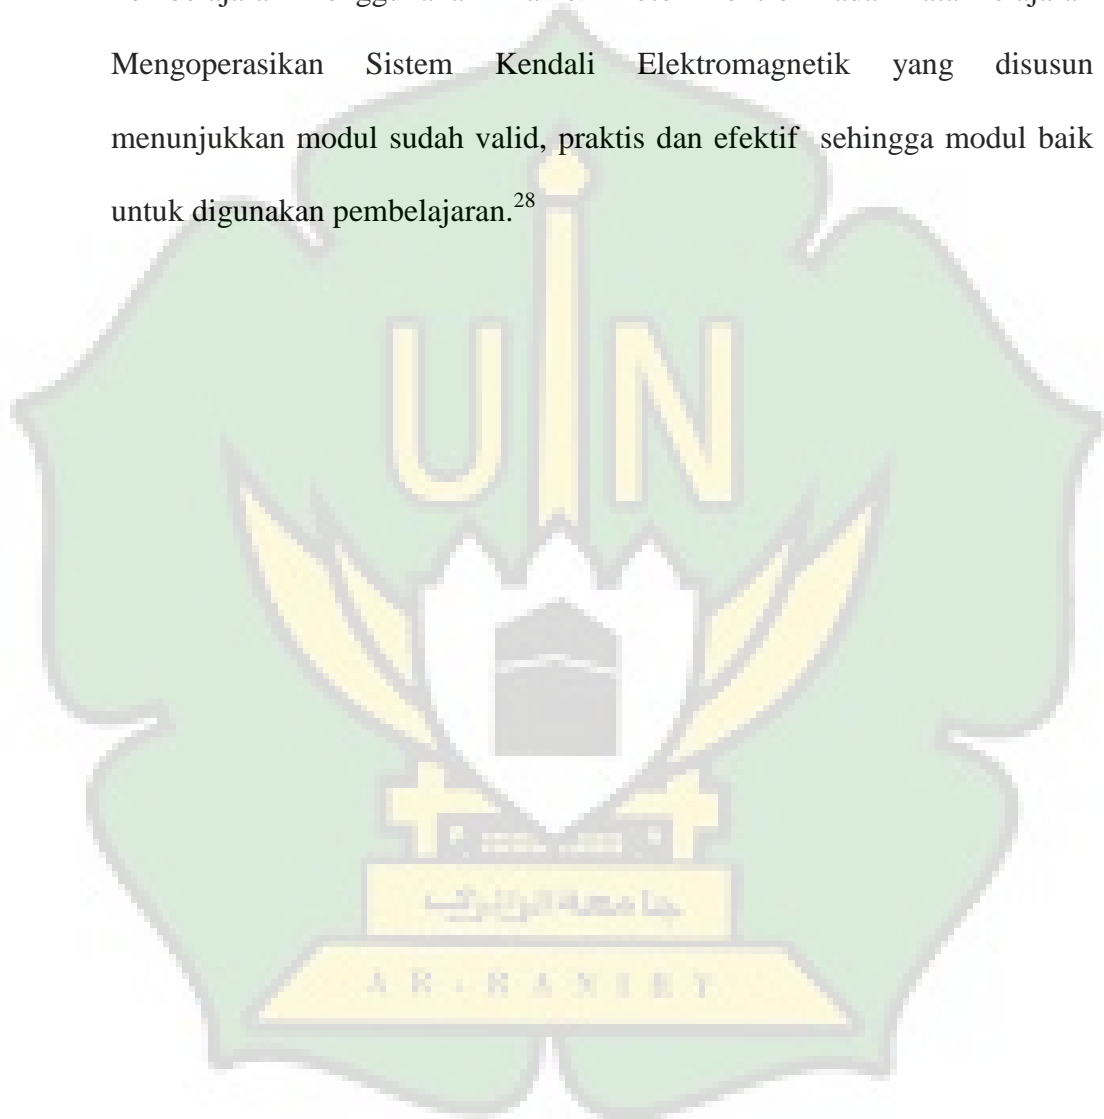 Mengoperasikan Sistem Kendali Elektromagnetik yang disusun
menunjukkan modul sudah valid, praktis dan efektif sehingga modul baik
untuk digunakan pembelajaran.28
UIN
AR-RANIRY